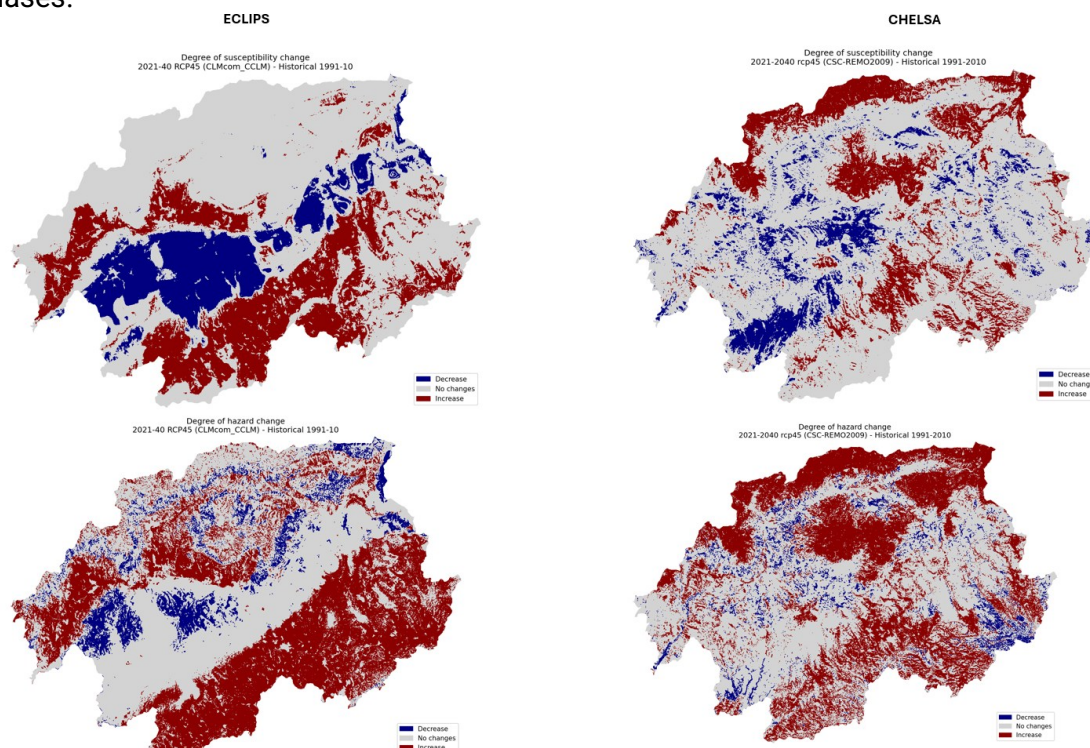 ECLIPS
CHELSA
Degree of susceptibility change
2021-40 RCP45 (CLMcom_CCLM) - Historical 1991-10
Decrease
No changes
Increase
Degree of susceptibility change
2021-2040 rcp45 (CSC-REMO2009) - Historical 1991-2010
Decrease
No chang
Increase
Degree of hazard change
2021-40 RCP45 (CLMcom_CCLM) - Historical 1991-10
Decrease
No changes
Increase
Degree of hazard change
2021-2040 rcp45 (CSC-REMO2009) - Historical 1991-2010
Decrease
No changes
Increase